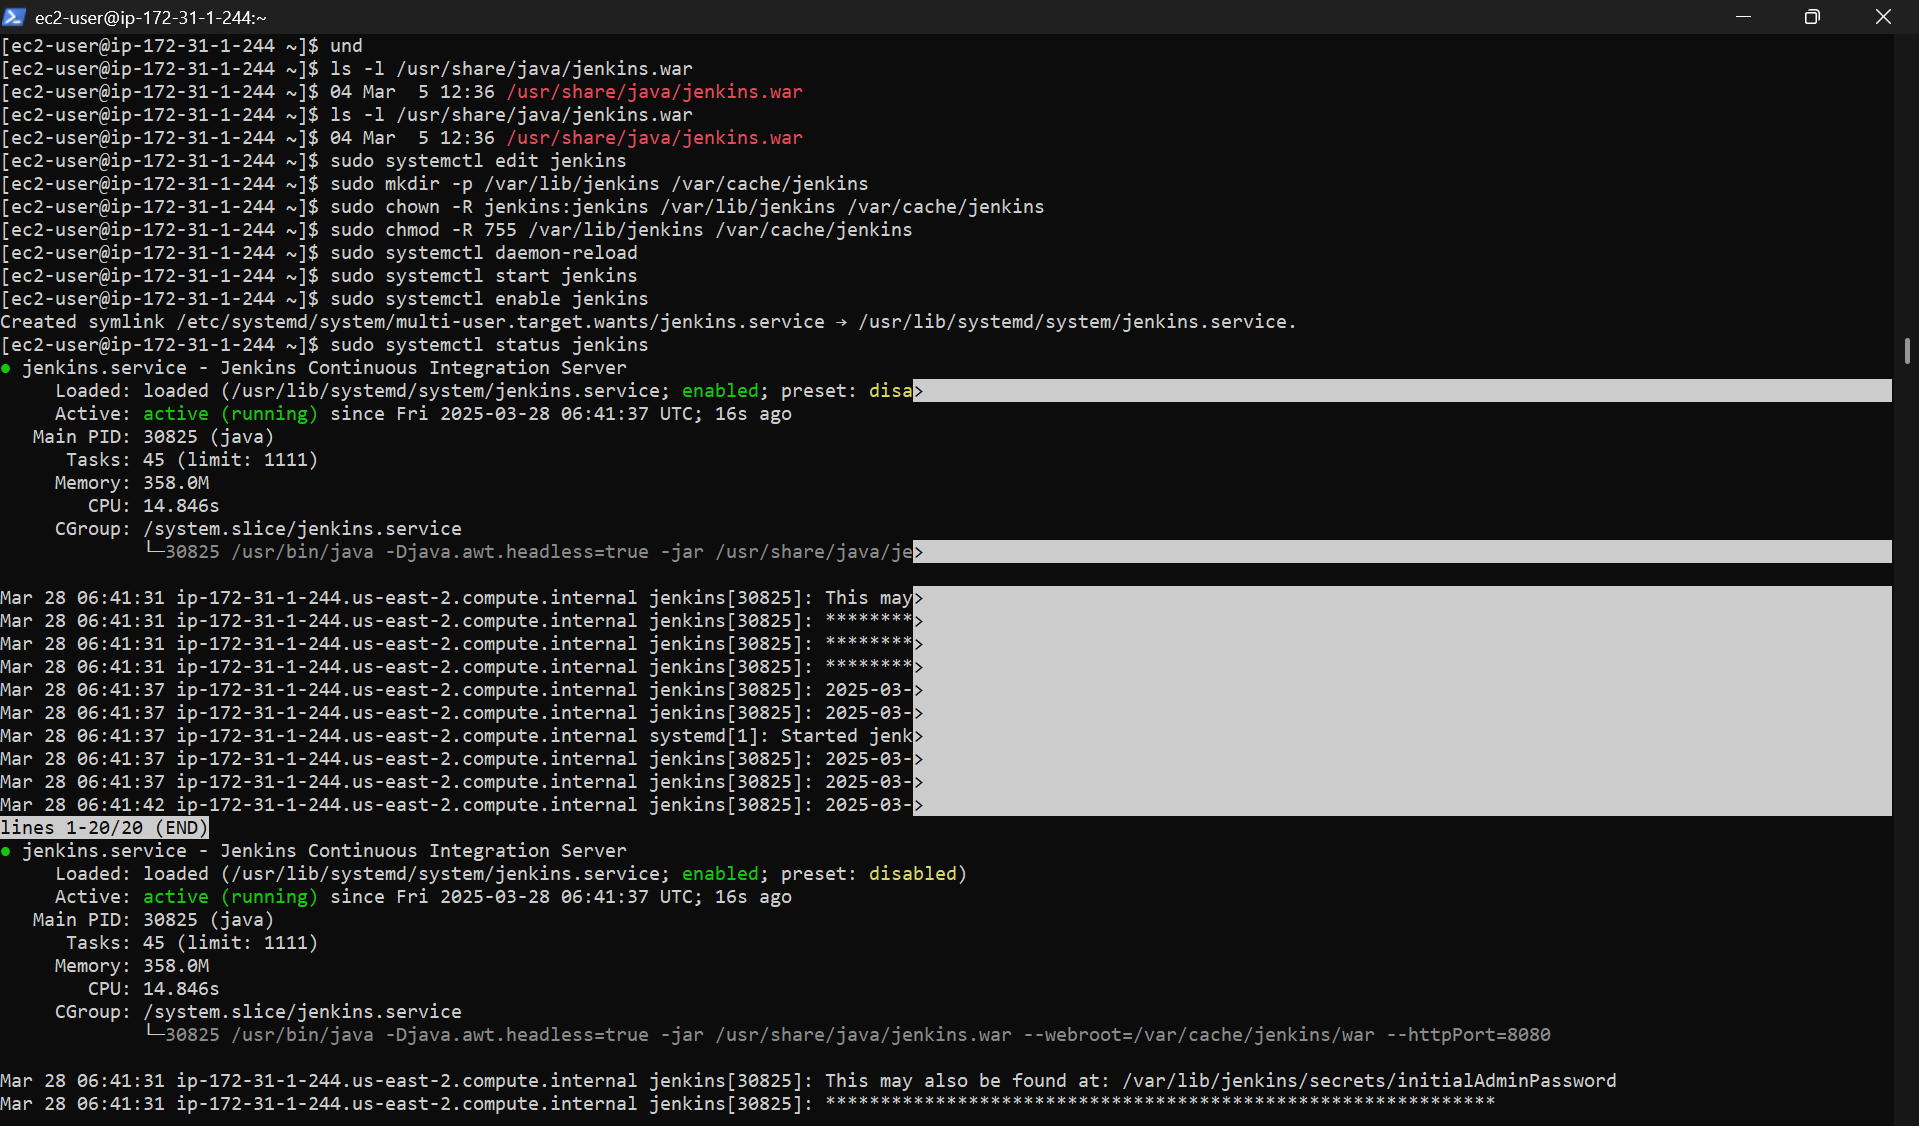 ec2-user@ip-172-31-1-244:~
[ec2-user@ip-172-31-1-244 ~]$ und
[ec2-user@ip-172-31-1-244 ~]$ ls -l /usr/share/java/jenkins.war
[ec2-user@ip-172-31-1-244 ~]$ 04 Mar  5 12:36 /usr/share/java/jenkins.war
[ec2-user@ip-172-31-1-244 ~]$ ls -l /usr/share/java/jenkins.war
[ec2-user@ip-172-31-1-244 ~]$ 04 Mar  5 12:36 /usr/share/java/jenkins.war
[ec2-user@ip-172-31-1-244 ~]$ sudo systemctl edit jenkins
[ec2-user@ip-172-31-1-244 ~]$ sudo mkdir -p /var/lib/jenkins /var/cache/jenkins
[ec2-user@ip-172-31-1-244 ~]$ sudo chown -R jenkins:jenkins /var/lib/jenkins /var/cache/jenkins
[ec2-user@ip-172-31-1-244 ~]$ sudo chmod -R 755 /var/lib/jenkins /var/cache/jenkins
[ec2-user@ip-172-31-1-244 ~]$ sudo systemctl daemon-reload
[ec2-user@ip-172-31-1-244 ~]$ sudo systemctl start jenkins
[ec2-user@ip-172-31-1-244 ~]$ sudo systemctl enable jenkins
Created symlink /etc/systemd/system/multi-user.target.wants/jenkins.service → /usr/lib/systemd/system/jenkins.service.
[ec2-user@ip-172-31-1-244 ~]$ sudo systemctl status jenkins
● jenkins.service - Jenkins Continuous Integration Server
     Loaded: loaded (/usr/lib/systemd/system/jenkins.service; enabled; preset: disa>
     Active: active (running) since Fri 2025-03-28 06:41:37 UTC; 16s ago
   Main PID: 30825 (java)
      Tasks: 45 (limit: 1111)
     Memory: 358.0M
        CPU: 14.846s
     CGroup: /system.slice/jenkins.service
             └─30825 /usr/bin/java -Djava.awt.headless=true -jar /usr/share/java/je>
Mar 28 06:41:31 ip-172-31-1-244.us-east-2.compute.internal jenkins[30825]: This may>
Mar 28 06:41:31 ip-172-31-1-244.us-east-2.compute.internal jenkins[30825]: ********>
Mar 28 06:41:31 ip-172-31-1-244.us-east-2.compute.internal jenkins[30825]: ********>
Mar 28 06:41:31 ip-172-31-1-244.us-east-2.compute.internal jenkins[30825]: ********>
Mar 28 06:41:37 ip-172-31-1-244.us-east-2.compute.internal jenkins[30825]: 2025-03->
Mar 28 06:41:37 ip-172-31-1-244.us-east-2.compute.internal jenkins[30825]: 2025-03->
Mar 28 06:41:37 ip-172-31-1-244.us-east-2.compute.internal systemd[1]: Started jenk>
Mar 28 06:41:37 ip-172-31-1-244.us-east-2.compute.internal jenkins[30825]: 2025-03->
Mar 28 06:41:37 ip-172-31-1-244.us-east-2.compute.internal jenkins[30825]: 2025-03->
Mar 28 06:41:42 ip-172-31-1-244.us-east-2.compute.internal jenkins[30825]: 2025-03->
lines 1-20/20 (END)
● jenkins.service - Jenkins Continuous Integration Server
     Loaded: loaded (/usr/lib/systemd/system/jenkins.service; enabled; preset: disabled)
     Active: active (running) since Fri 2025-03-28 06:41:37 UTC; 16s ago
   Main PID: 30825 (java)
      Tasks: 45 (limit: 1111)
     Memory: 358.0M
        CPU: 14.846s
     CGroup: /system.slice/jenkins.service
             └─30825 /usr/bin/java -Djava.awt.headless=true -jar /usr/share/java/jenkins.war --webroot=/var/cache/jenkins/war --httpPort=8080
Mar 28 06:41:31 ip-172-31-1-244.us-east-2.compute.internal jenkins[30825]: This may also be found at: /var/lib/jenkins/secrets/initialAdminPassword
Mar 28 06:41:31 ip-172-31-1-244.us-east-2.compute.internal jenkins[30825]: *************************************************************